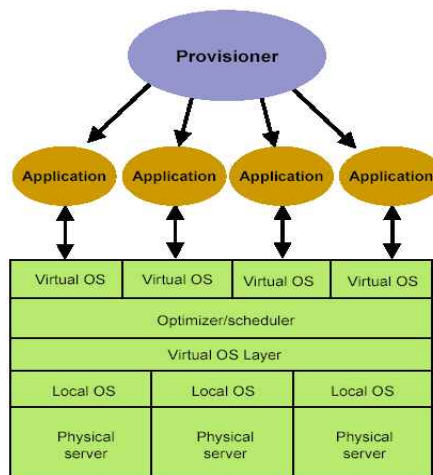 Provisioner
Application Application Application Application
Virtual OS Virtual OS Virtual OS Virtual OS
Optimizer/scheduler
Virtual OS Layer
Local OS Local OS Local OS
Physical Physical Physical
server server server